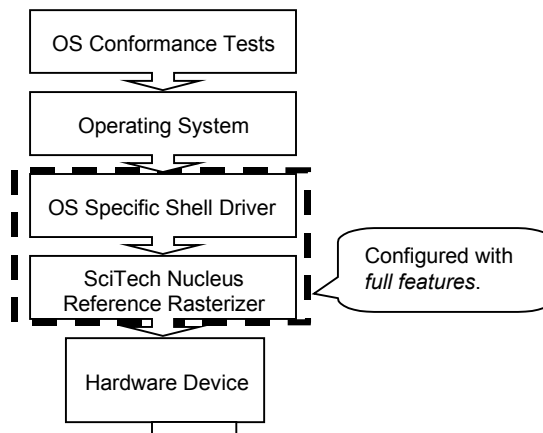 OS Conformance Tests
Operating System
OS Specific Shell Driver
SciTech Nucleus
Reference Rasterizer
Configured with
full features.
Hardware Device